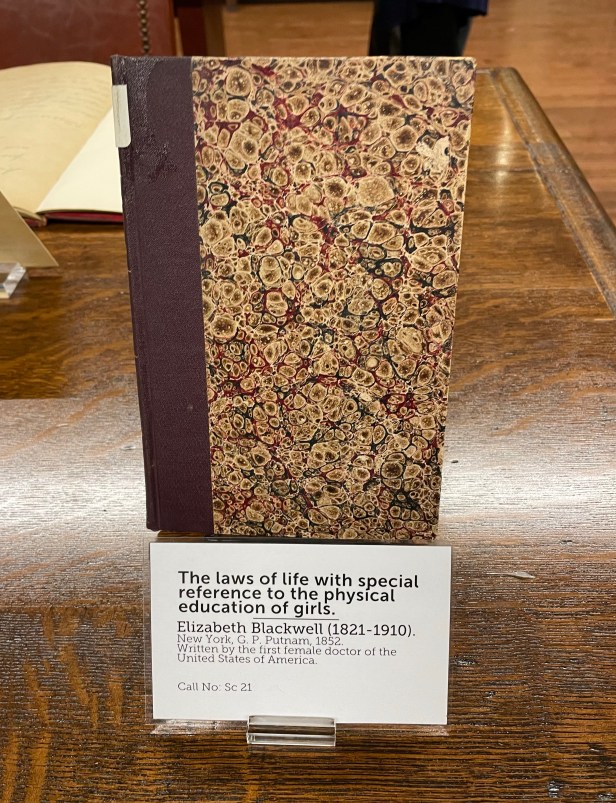 The laws of life with special
reference to the physical
education of girls.
Elizabeth Blackwell (1821-1910).
New York, G. P. Putnam, 1852.
Written by the first female doctor of the
United States of America.
Call No: Sc 21